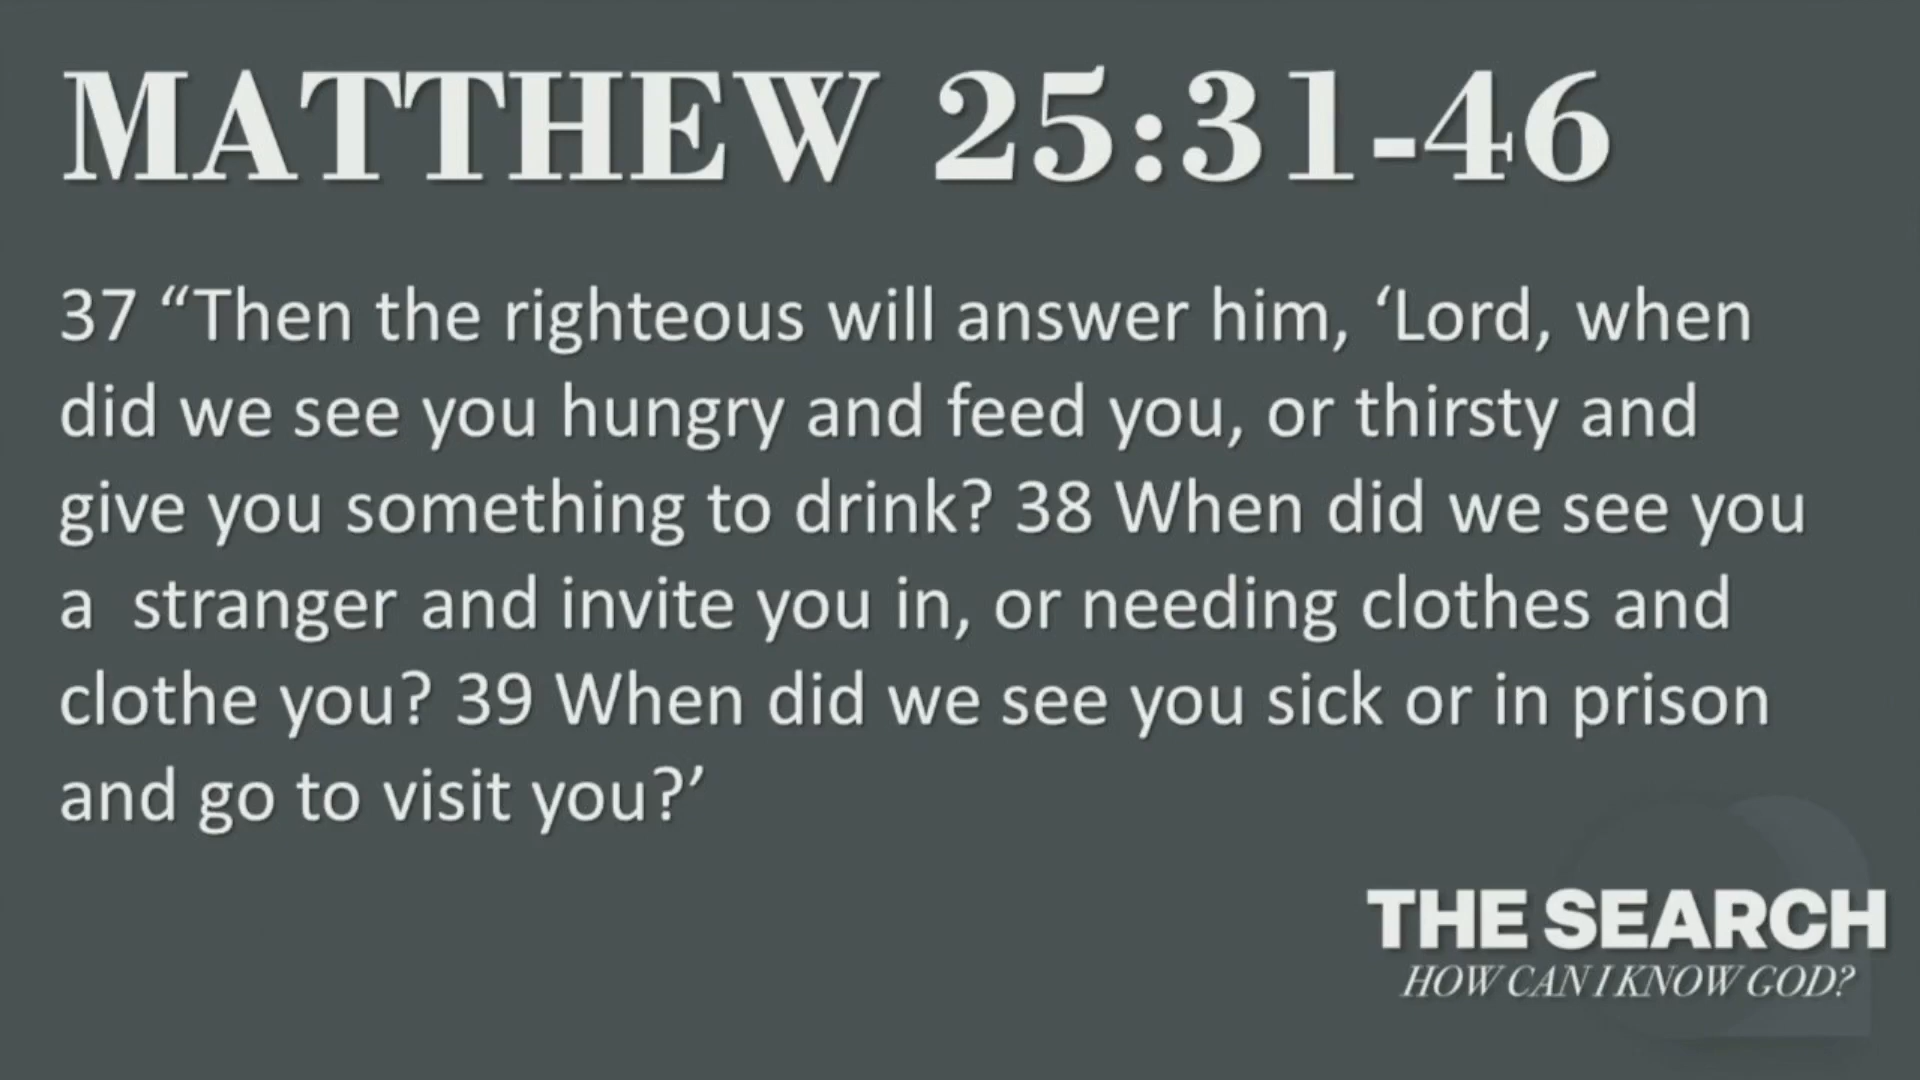 MATTHEW 25:31-46
37 “Then the righteous will answer him, ‘Lord, when
did we see you hungry and feed you, or thirsty and
give you something to drink? 38 When did we see you
a  stranger and invite you in, or needing clothes and
clothe you? 39 When did we see you sick or in prison
and go to visit you?’
THE SEARCH
HOW CAN I KNOW GOD?